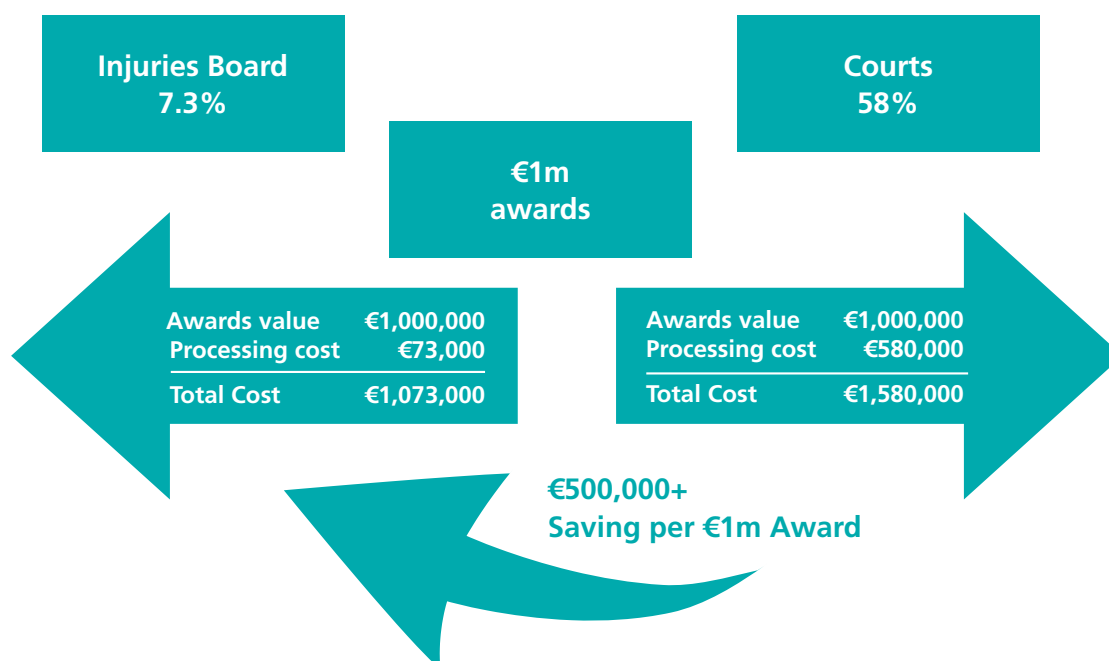 Injuries Board
7.3%
Courts
58%
€1m
awards
Awards value €1,000,000
Processing cost €73,000
Total Cost €1,073,000
Awards value €1,000,000
Processing cost €580,000
Total Cost €1,580,000
€500,000+
Saving per €1m Award